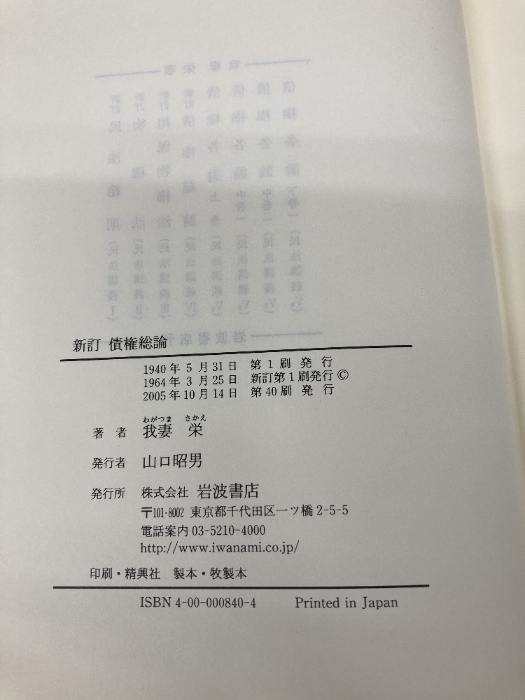 新訂 債権総論
1940年5月31日 第1刷発行
1964年3月25日 新訂第1刷発行©
2005年10月14日 第40刷発行
わがつま さかえ
著者 我妻 栄
発行者 山口昭男
発行所 株式会社 岩波書店
〒101-8002 東京都千代田区一ツ橋2-5-5
電話案内 03-5210-4000
http://www.iwanami.co.jp/
印刷・精興社 製本・牧製本
ISBN 4-00-000840-4 Printed in Japan